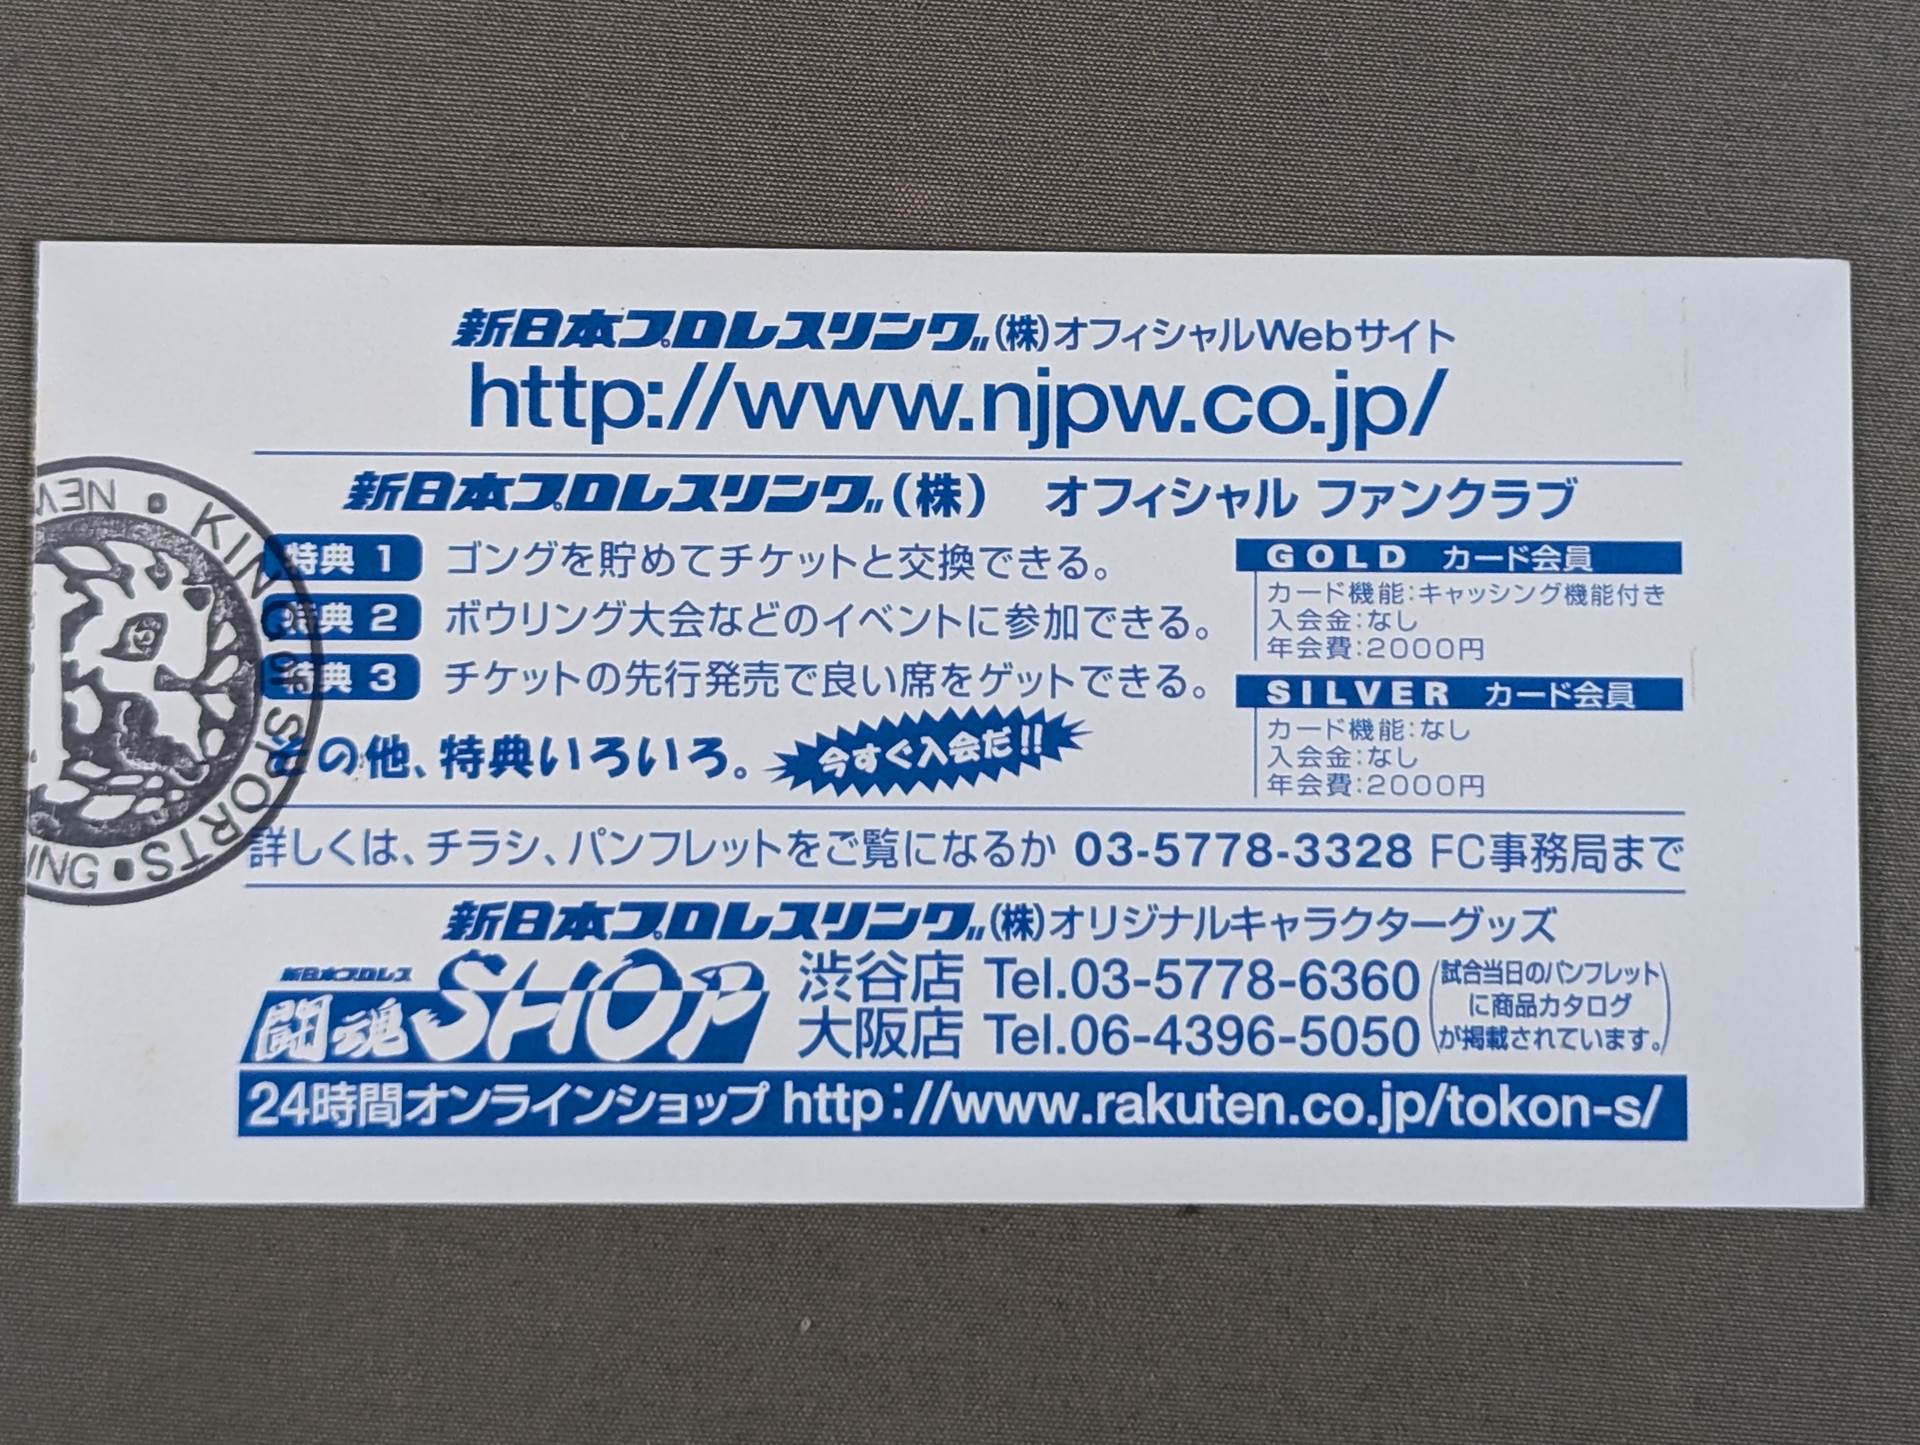 新日本プロレスリング(株)オフィシャルWebサイト
http://www.njpw.co.jp/
新日本プロレスリング(株) オフィシャル ファンクラブ
特典 1 ゴングを貯めてチケットと交換できる。
特典 2 ボウリング大会などのイベントに参加できる。
特典 3 チケットの先行発売で良い席をゲットできる。
その他、特典いろいろ。 今すぐ入会だ!!
GOLD カード会員
カード機能:キャッシング機能付き
入会金:なし
年会費:2000円
SILVER カード会員
カード機能:なし
入会金:なし
年会費:2000円
詳しくは、チラシ、パンフレットをご覧になるか 03-5778-3328 FC事務局まで
新日本プロレスリング(株)オリジナルキャラクターグッズ
新日本プロレス
闘魂SHOP
渋谷店 Tel.03-5778-6360
大阪店 Tel.06-4396-5050
(試合当日のパンフレット
に商品カタログ
が掲載されています。)
24時間オンラインショップ http://www.rakuten.co.jp/tokon-s/
KING OF SPORTS